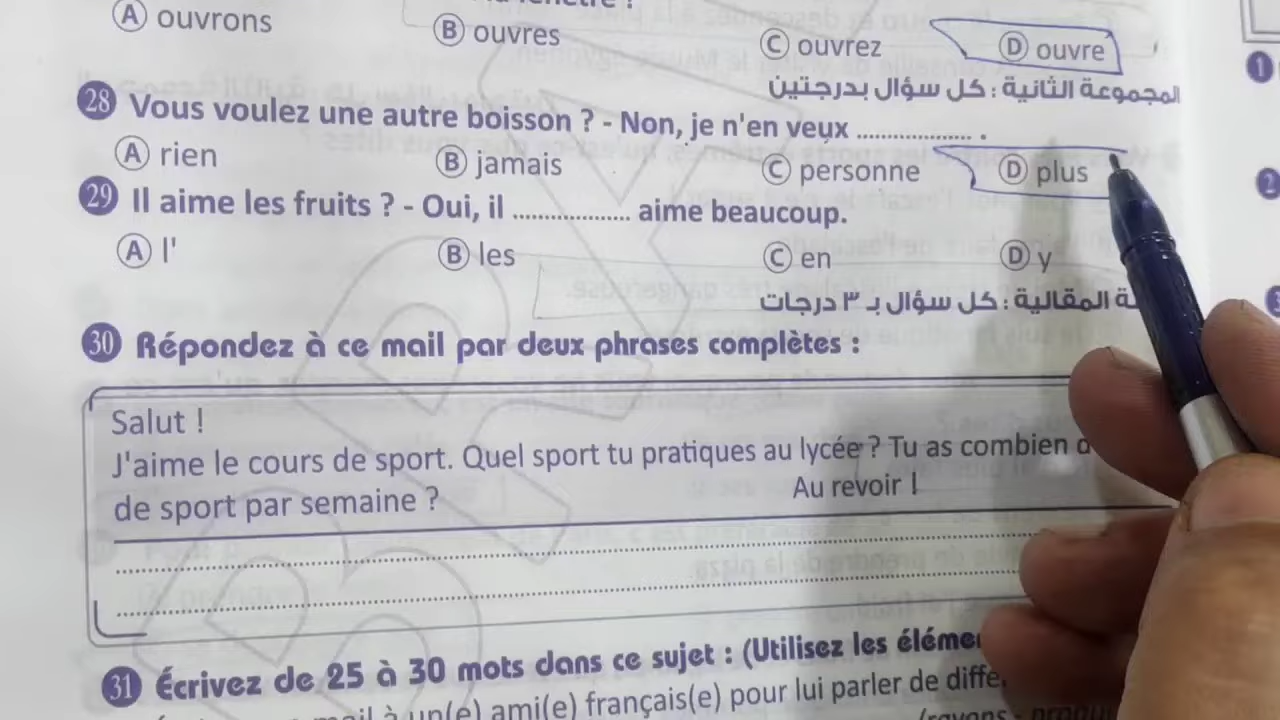 Ⓐ ouvrons Ⓑ ouvres Ⓒ ouvrez Ⓓ ouvre
المجموعة الثانية : كل سؤال بدرجتين
28 Vous voulez une autre boisson ? - Non, je n'en veux ................... .
Ⓐ rien Ⓑ jamais Ⓒ personne Ⓓ plus
29 Il aime les fruits ? - Oui, il ................... aime beaucoup.
Ⓐ l' Ⓑ les Ⓒ en Ⓓ y
المقالية : كل سؤال بـ ٣ درجات
30 Répondez à ce mail par deux phrases complètes :
Salut !
J'aime le cours de sport. Quel sport tu pratiques au lycée ? Tu as combien
de sport par semaine ?
Au revoir !
31 Écrivez de 25 à 30 mots dans ce sujet : (Utilisez les
à un(e) ami(e) français(e) pour lui parler de
1
2